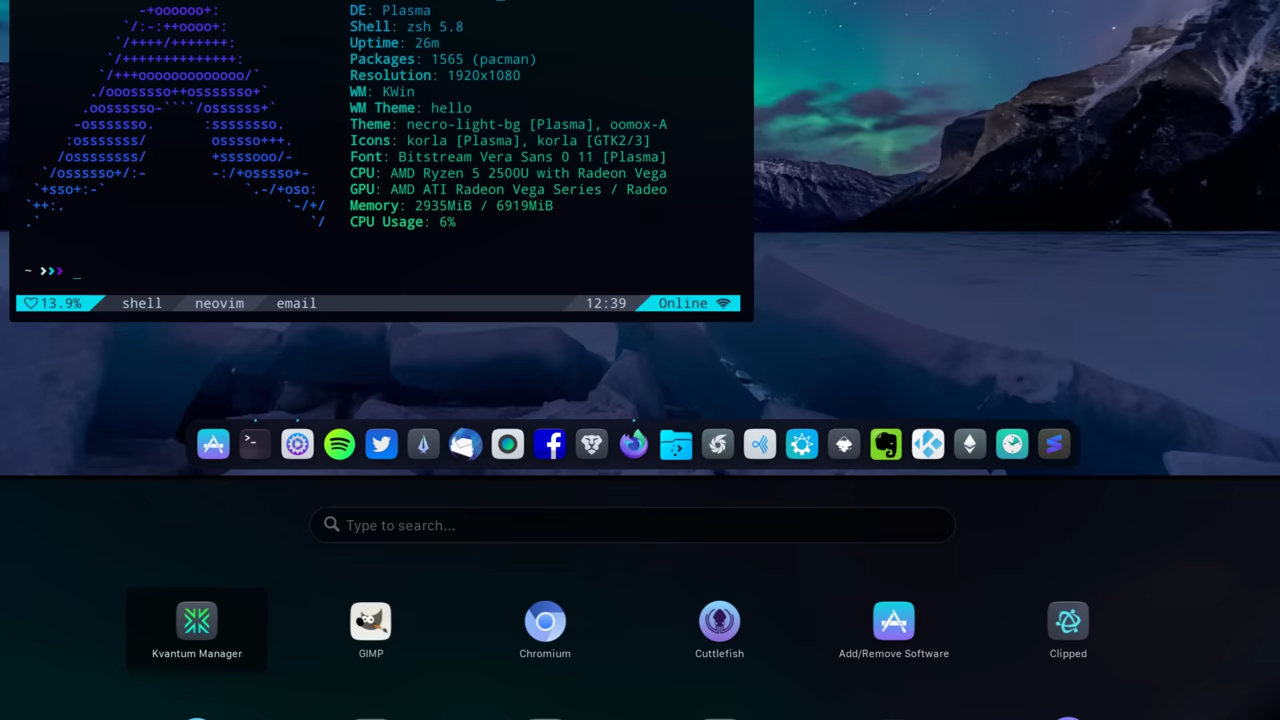 DE: Plasma
Shell: zsh 5.8
Uptime: 26m
Packages: 1565 (pacman)
Resolution: 1920x1080
WM: KWin
WM Theme: hello
Theme: necro-light-bg [Plasma], oomox-A
Icons: korla [Plasma], korla [GTK2/3]
Font: Bitstream Vera Sans 0 11 [Plasma]
CPU: AMD Ryzen 5 2500U with Radeon Vega
GPU: AMD ATI Radeon Vega Series / Radeo
Memory: 2935MiB / 6919MiB
CPU Usage: 6%
~ ❯❯❯ _
13.9% shell neovim email 12:39 Online
Type to search...
Kvantum Manager GIMP Chromium Cuttlefish Add/Remove Software Clipped